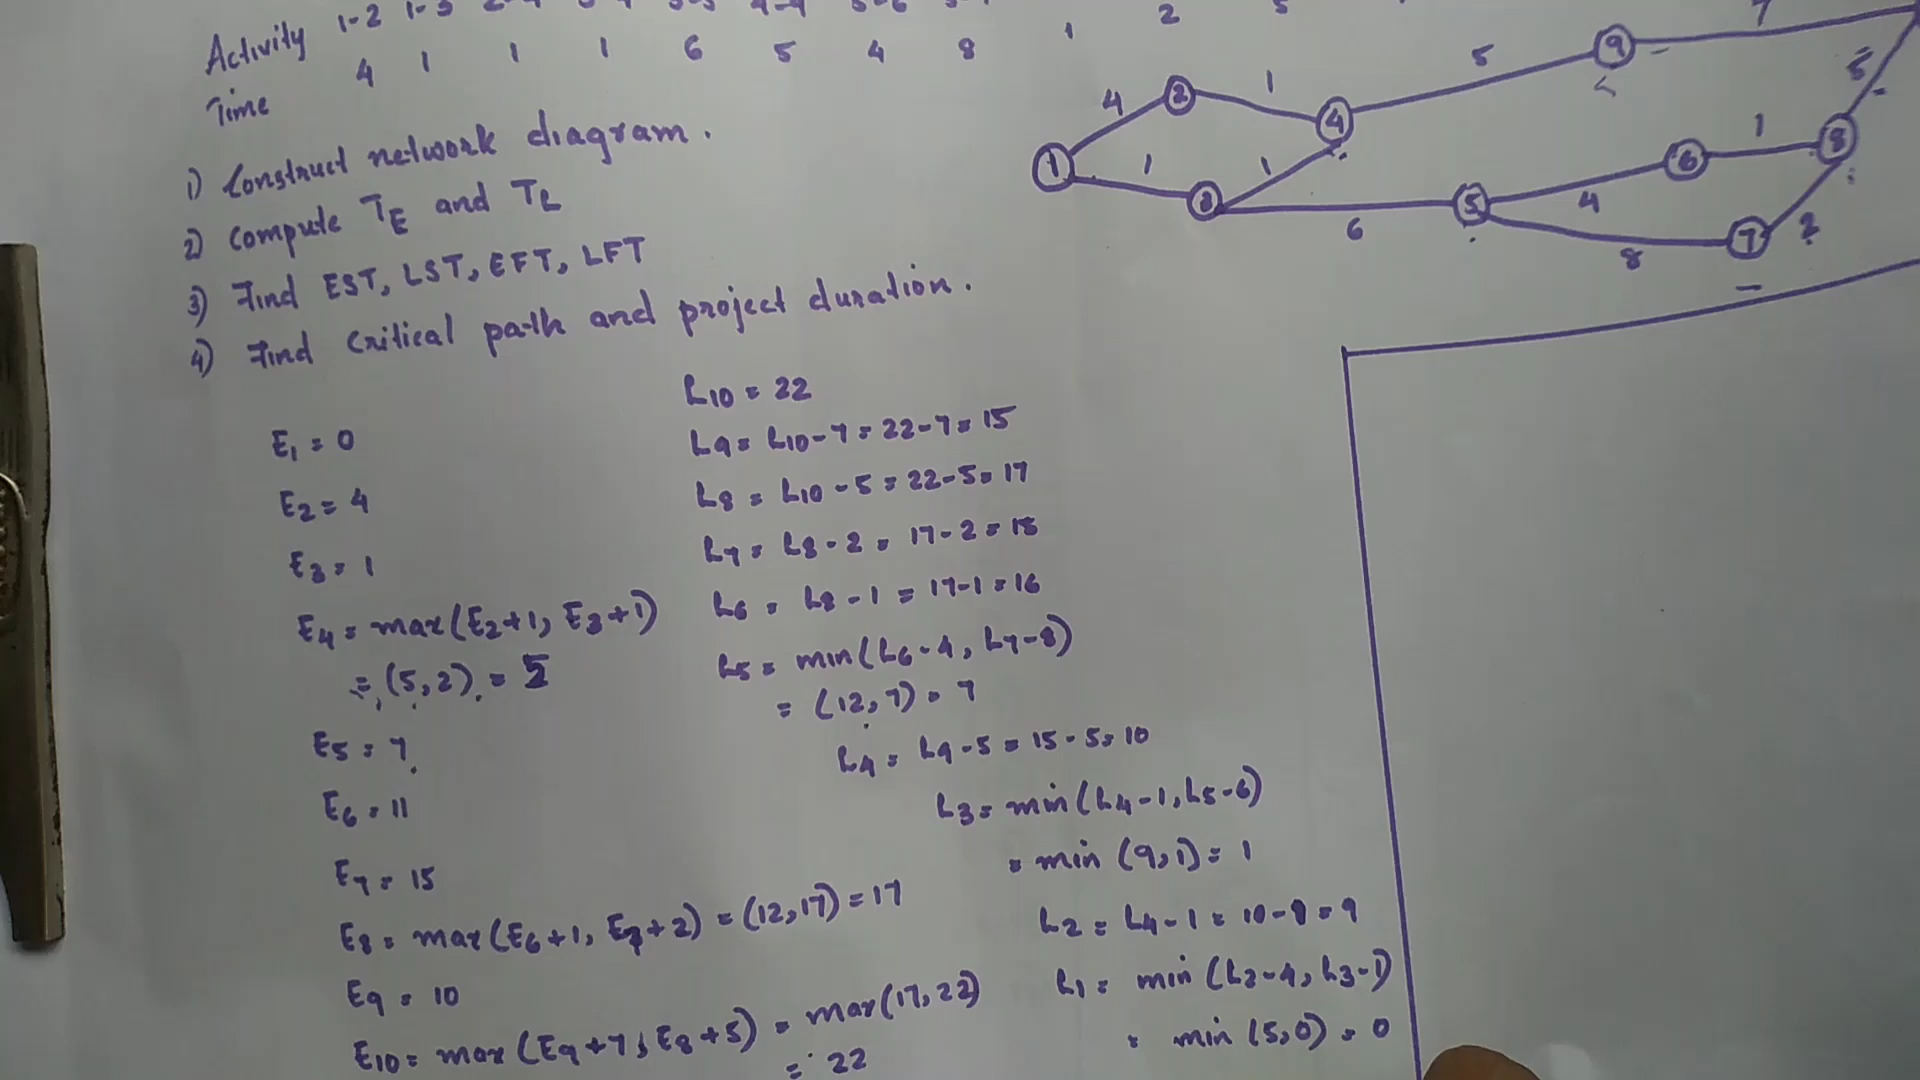 Activity 1-2 1-3
Time 4 1 1 1 6 5 4 8 1 2 5
1) Construct network diagram.
2) Compute TE and TL
3) Find EST, LST, EFT, LFT
4) Find critical path and project duration.
E1 = 0
E2 = 4
E3 = 1
E4 = max(E2+1, E3+1)
= (5,2) = 5
E5 = 7
E6 = 11
E7 = 15
E8 = max(E6+1, E7+2) = (12,17) = 17
E9 = 10
E10 = max(E9+7, E8+5) = max(17,22)
= 22
L10 = 22
L9 = L10-7 = 22-7 = 15
L8 = L10-5 = 22-5 = 17
L7 = L8-2 = 17-2 = 15
L6 = L8-1 = 17-1 = 16
L5 = min(L6-4, L7-8)
= (12,7) = 7
L4 = L9-5 = 15-5 = 10
L3 = min(L4-1, L5-6)
= min (9,1) = 1
L2 = L4-1 = 10-1 = 9
L1 = min (L2-4, L3-1)
= min (5,0) = 0
1 4 2 1 4 5 9 7
1 3 1 6 5 4 6 1 8 5
8 7 2